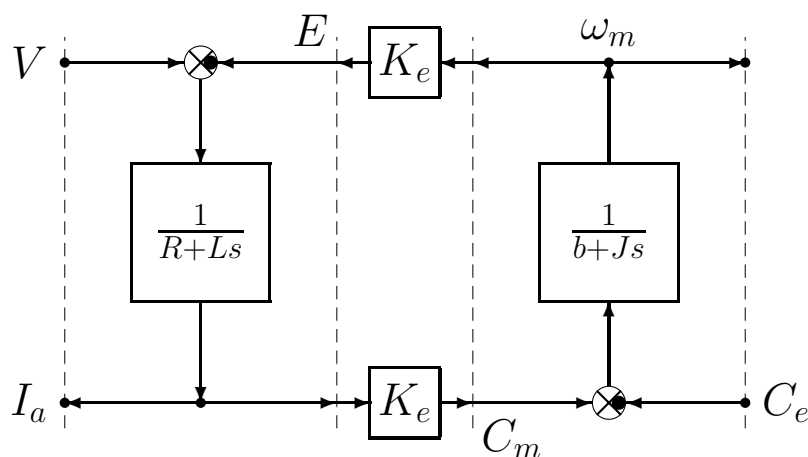 V E K_e ω_m
1/(R+Ls) 1/(b+Js)
I_a K_e C_m C_e